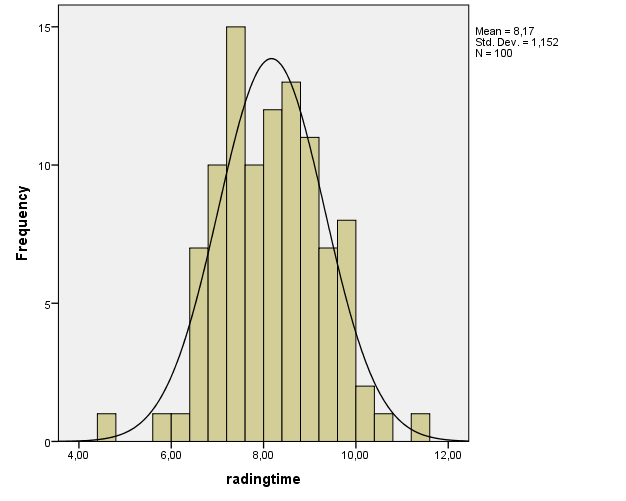 Mean = 8,17
Std. Dev. = 1,152
N = 100
15
10
5
0
Frequency
4,00 6,00 8,00 10,00 12,00
radingtime